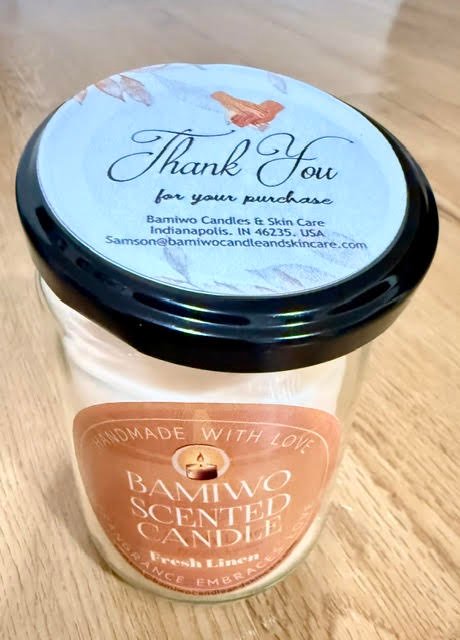 Thank You
for your purchase
Bamiwo Candles & Skin Care
Indianapolis. IN 46235. USA
Samson@bamiwocandleandskincare.com
HANDMADE WITH LOVE
BAMIWO
SCENTED
CANDLE
Fresh Linen
EMBRACE